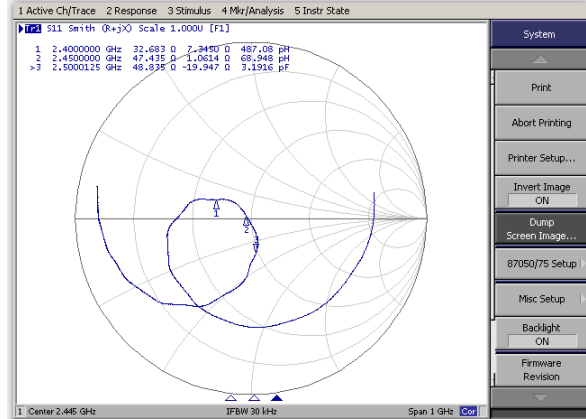 1 Active Ch/Trace 2 Response 3 Stimulus 4 Mkr/Analysis 5 Instr State
Tr1 S11 Smith (R+jX) Scale 1.000U [F1]
1 2.4000000 GHz 32.683 Ω 7.3450 Ω 487.08 pH
2 2.4500000 GHz 47.435 Ω 1.0614 Ω 68.948 pH
>3 2.5000125 GHz 48.835 Ω -19.947 Ω 3.1916 pF
1
2
3
1 Center 2.445 GHz IFBW 30 kHz Span 1 GHz Cor
System
Print
Abort Printing
Printer Setup...
Invert Image
ON
Dump
Screen Image...
87050/75 Setup
Misc Setup
Backlight
ON
Firmware
Revision